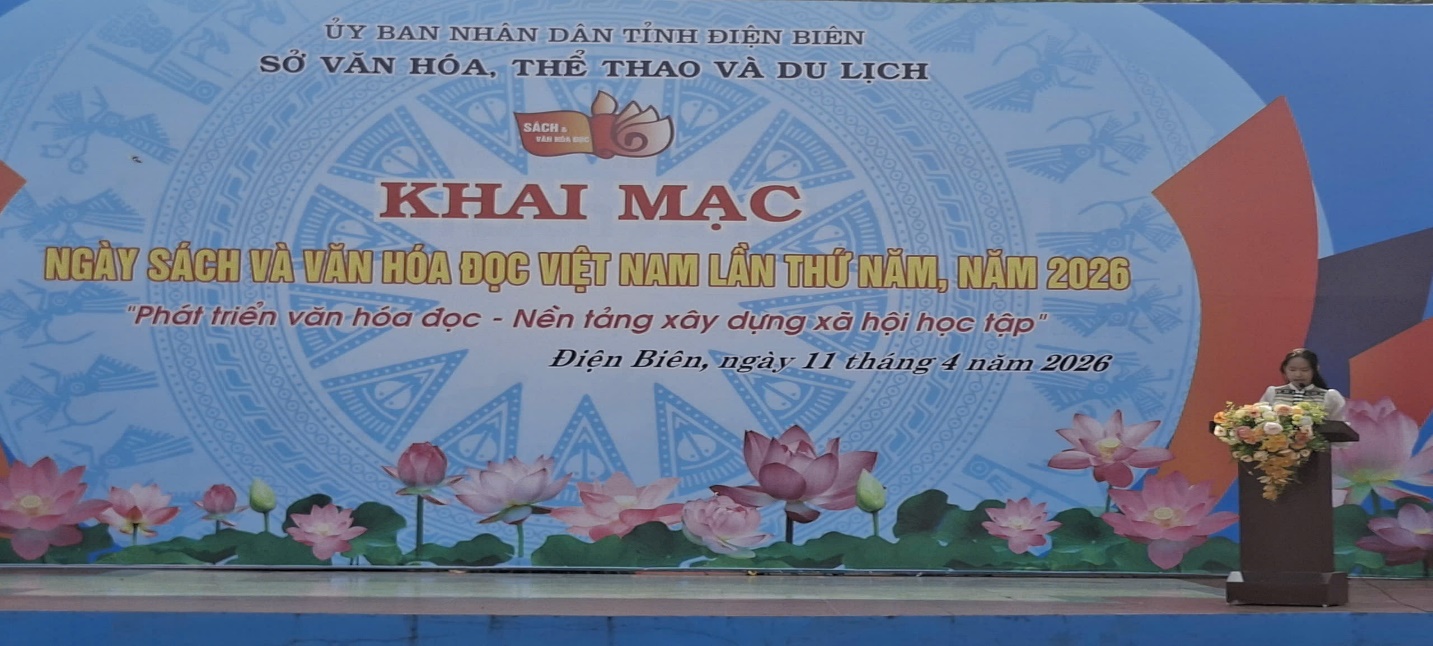 ỦY BAN NHÂN DÂN TỈNH ĐIỆN BIÊN
SỞ VĂN HÓA, THỂ THAO VÀ DU LỊCH
SÁCH &
VĂN HÓA ĐỌC
KHAI MẠC
NGÀY SÁCH VÀ VĂN HÓA ĐỌC VIỆT NAM LẦN THỨ NĂM, NĂM 2026
"Phát triển văn hóa đọc - Nền tảng xây dựng xã hội học tập"
Điện Biên, ngày 11 tháng 4 năm 2026